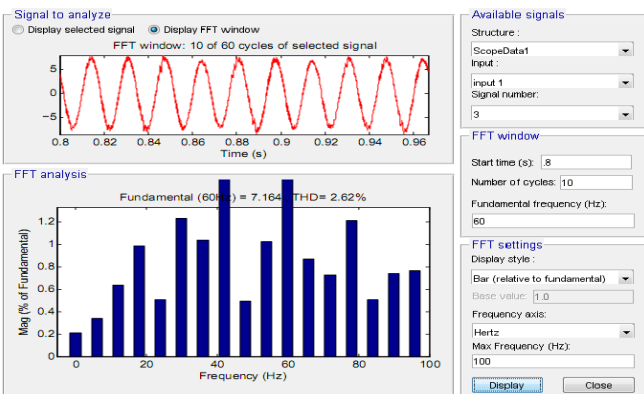 Signal to analyze
Display selected signal Display FFT window
FFT window: 10 of 60 cycles of selected signal
5
0
-5
0.8 0.82 0.84 0.86 0.88 0.9 0.92 0.94 0.96
Time (s)
FFT analysis
Fundamental (60Hz) = 7.164 THD= 2.62%
Mag (% of Fundamental)
1.2
1
0.8
0.6
0.4
0.2
0
0 20 40 60 80 100
Frequency (Hz)
Available signals
Structure :
ScopeData1
Input :
input 1
Signal number:
3
FFT window
Start time (s): .8
Number of cycles: 10
Fundamental frequency (Hz):
60
FFT settings
Display style :
Bar (relative to fundamental)
Base value: 1.0
Frequency axis:
Hertz
Max Frequency (Hz):
100
Display Close